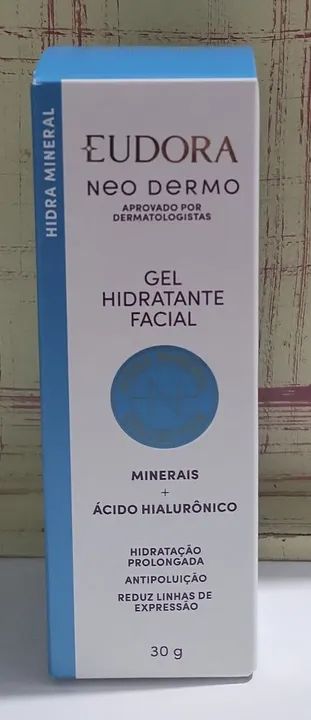 HIDRA MINERAL
EUDORA
Neo Dermo
APROVADO POR
DERMATOLOGISTAS
GEL
HIDRATANTE
FACIAL
MINERAIS
+
ÁCIDO HIALURÔNICO
HIDRATAÇÃO
PROLONGADA
ANTIPOLUIÇÃO
REDUZ LINHAS DE
EXPRESSÃO
30 g